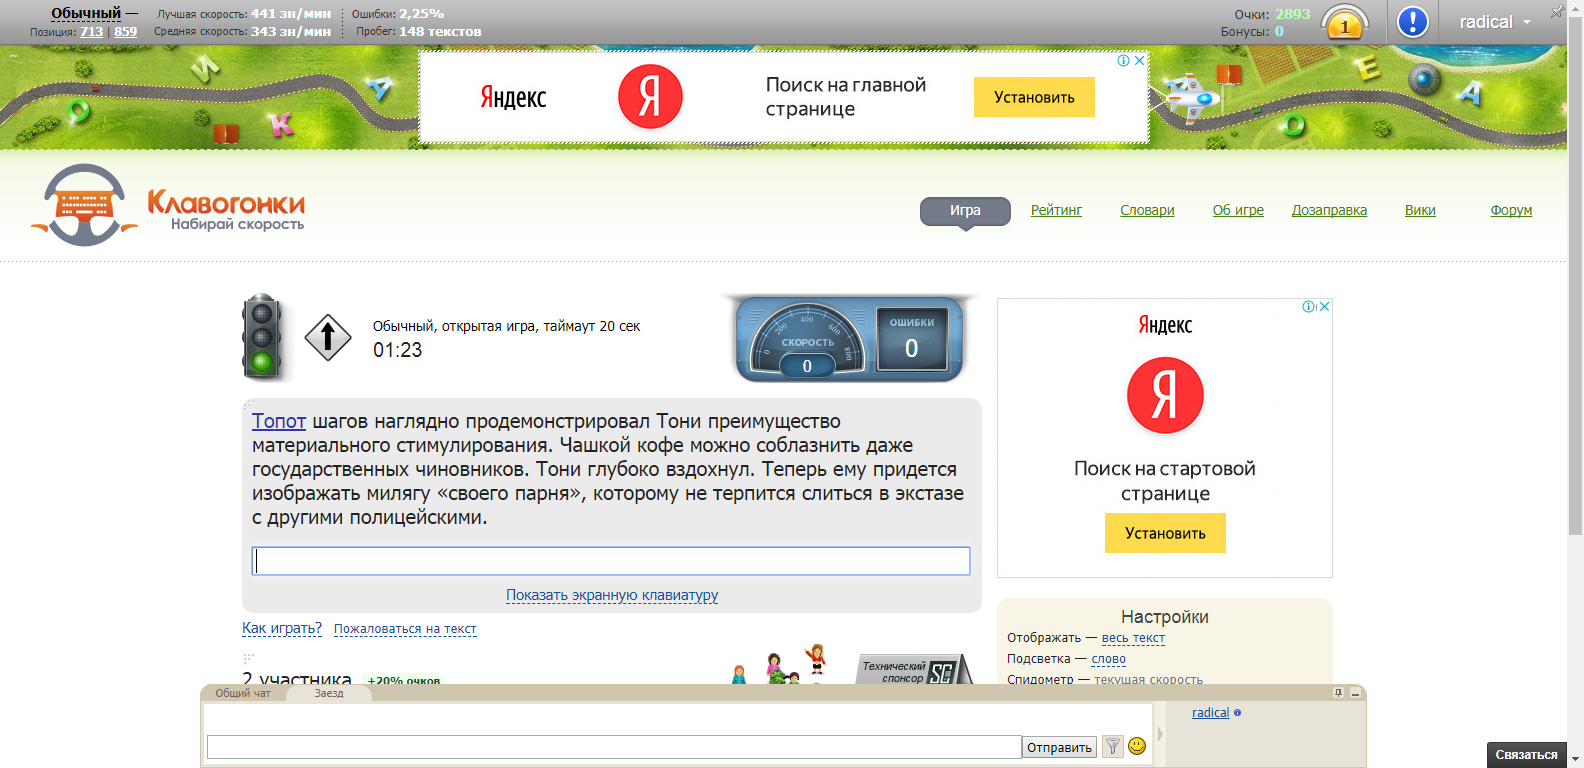 Обычный —
Позиция: 713 | 859
Лучшая скорость: 441 зн/мин
Средняя скорость: 343 зн/мин
Ошибки: 2,25%
Пробег: 148 текстов
Очки: 2893
Бонусы: 0
1
radical
И
А
О
К
Яндекс
Я
Поиск на главной
странице
Установить
Е
А
О
Клавогонки
Набирай скорость
Игра
Рейтинг
Словари
Об игре
Дозаправка
Вики
Форум
Обычный, открытая игра, таймаут 20 сек
01:23
0
200
400
600
800
СКОРОСТЬ
0
ОШИБКИ
0
Топот шагов наглядно продемонстрировал Тони преимущество
материального стимулирования. Чашкой кофе можно соблазнить даже
государственных чиновников. Тони глубоко вздохнул. Теперь ему придется
изображать милягу «своего парня», которому не терпится слиться в экстазе
с другими полицейскими.
Показать экранную клавиатуру
Как играть?
Пожаловаться на текст
2 участника
+20% очков
Технический
спонсор
SC
Яндекс
Я
Поиск на стартовой
странице
Установить
Настройки
Отображать — весь текст
Подсветка — слово
Спидометр — текущая скорость
Общий чат
Заезд
Отправить
radical
Связаться